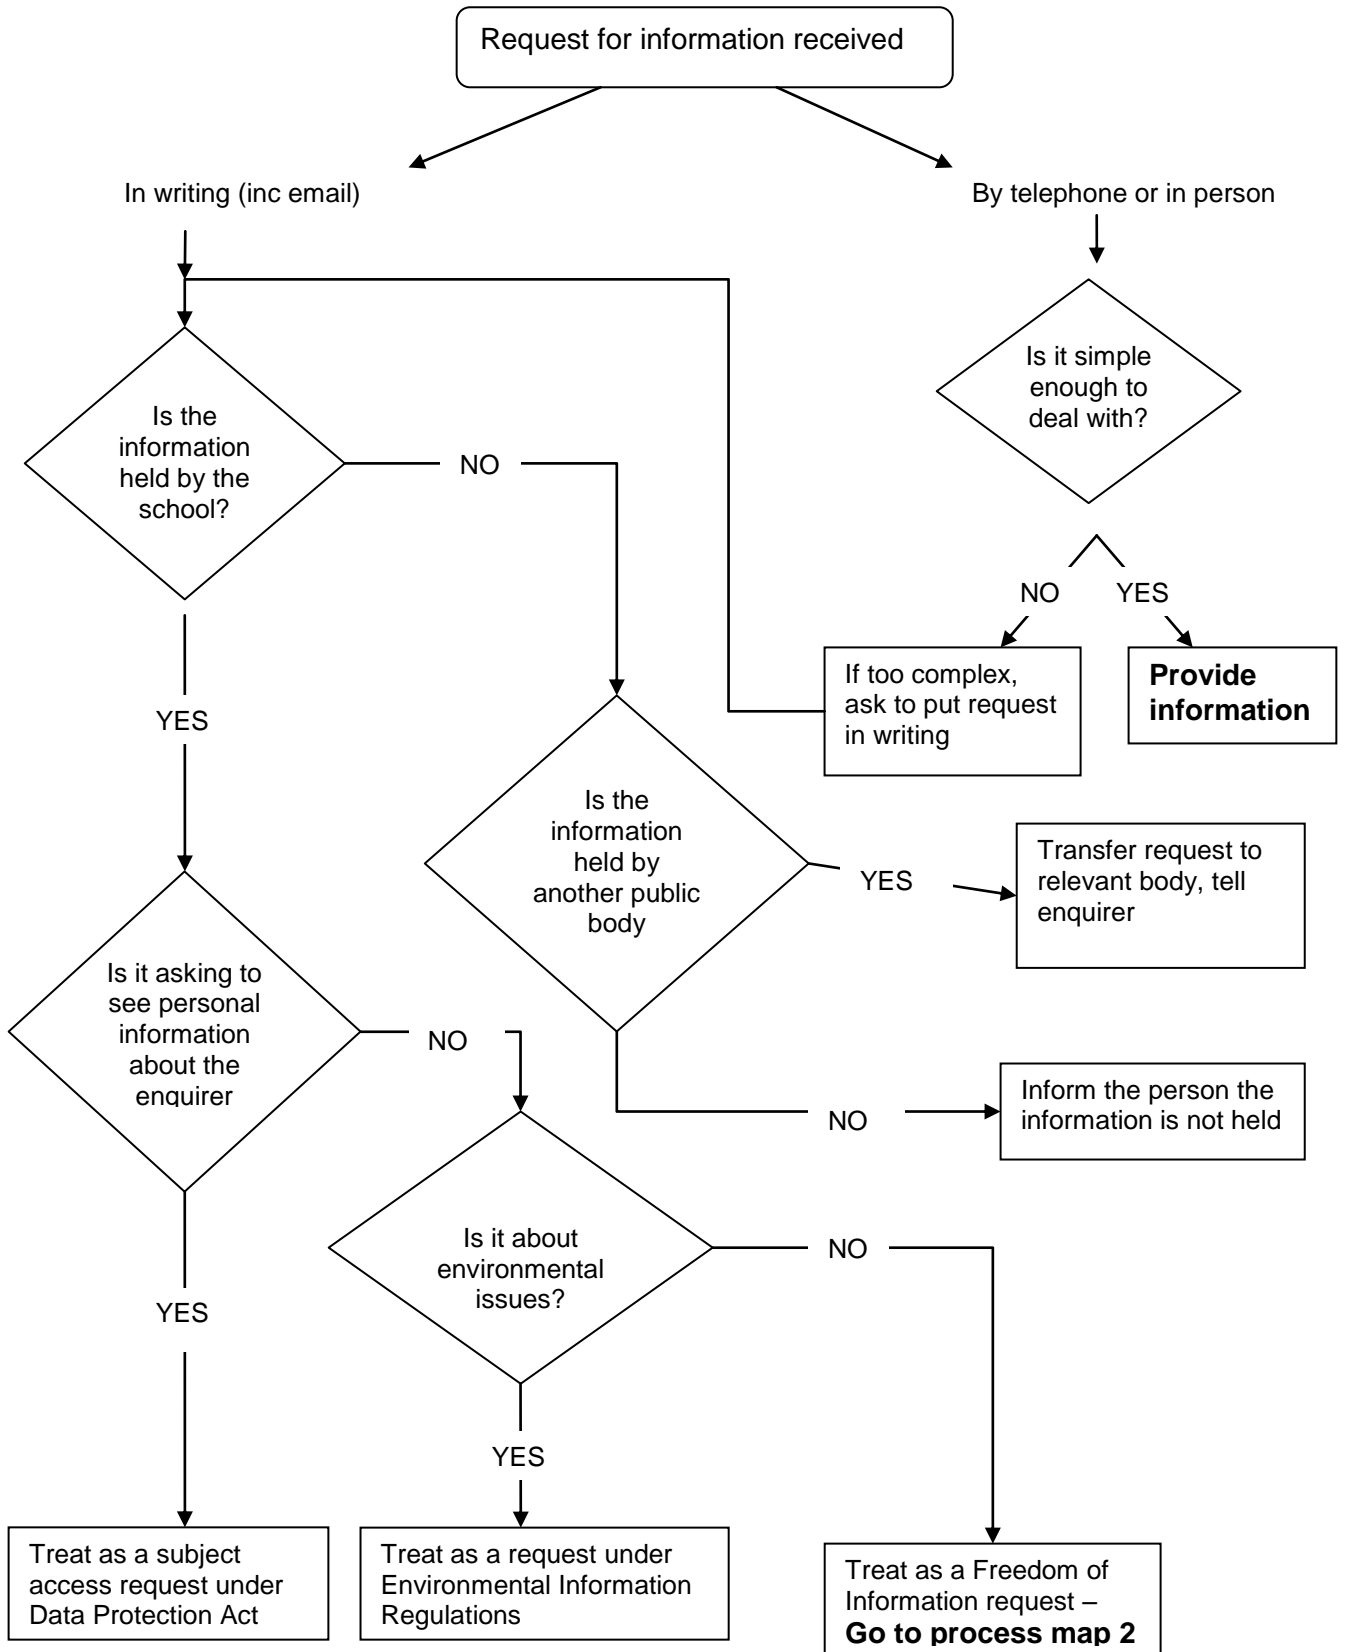 Request for information received
In writing (inc email)
By telephone or in person
Is it simple
enough to
deal with?
Is the
information
held by the
school?
NO
NO
YES
If too complex,
ask to put request
in writing
Provide
information
YES
Is the
information
held by
another public
body
YES
Transfer request to
relevant body, tell
enquirer
Is it asking to
see personal
information
about the
enquirer
NO
NO
Inform the person the
information is not held
Is it about
environmental
issues?
NO
YES
YES
Treat as a subject
access request under
Data Protection Act
Treat as a request under
Environmental Information
Regulations
Treat as a Freedom of
Information request –
Go to process map 2